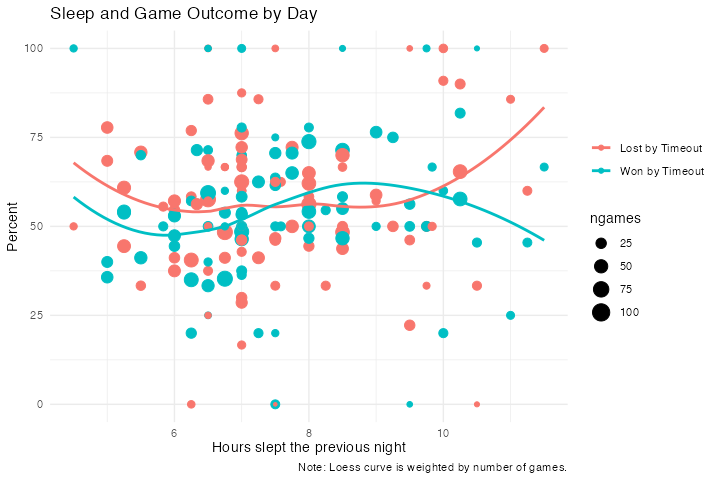 Sleep and Game Outcome by Day
100
75
50
25
0
Percent
6
8
10
Hours slept the previous night
Note: Loess curve is weighted by number of games.
Lost by Timeout
Won by Timeout
ngames
25
50
75
100